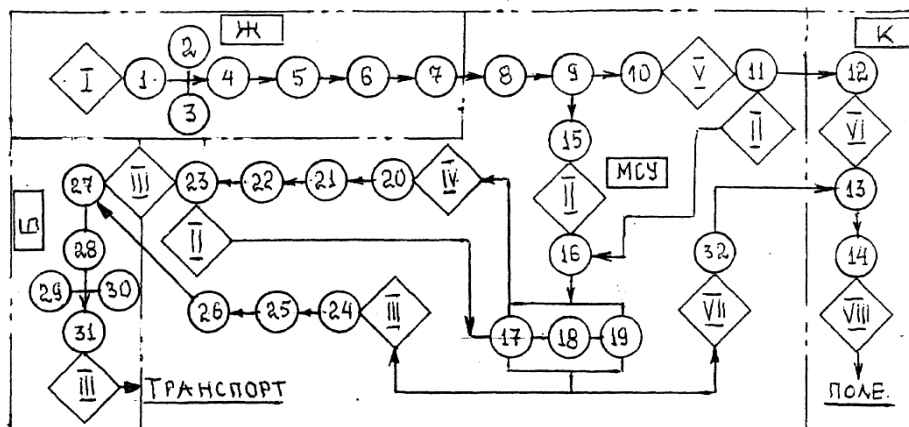 Ж
К
2
I 1 4 5 6 7 8 9 10 V 11 12
3
15 II VI
27 III 23 22 21 20 IV II МСУ 13
Б
28 II 16 32 14
29 30 26 25 24 III VII VIII
31 17 18 19
III ТРАНСПОРТ ПОЛЕ.